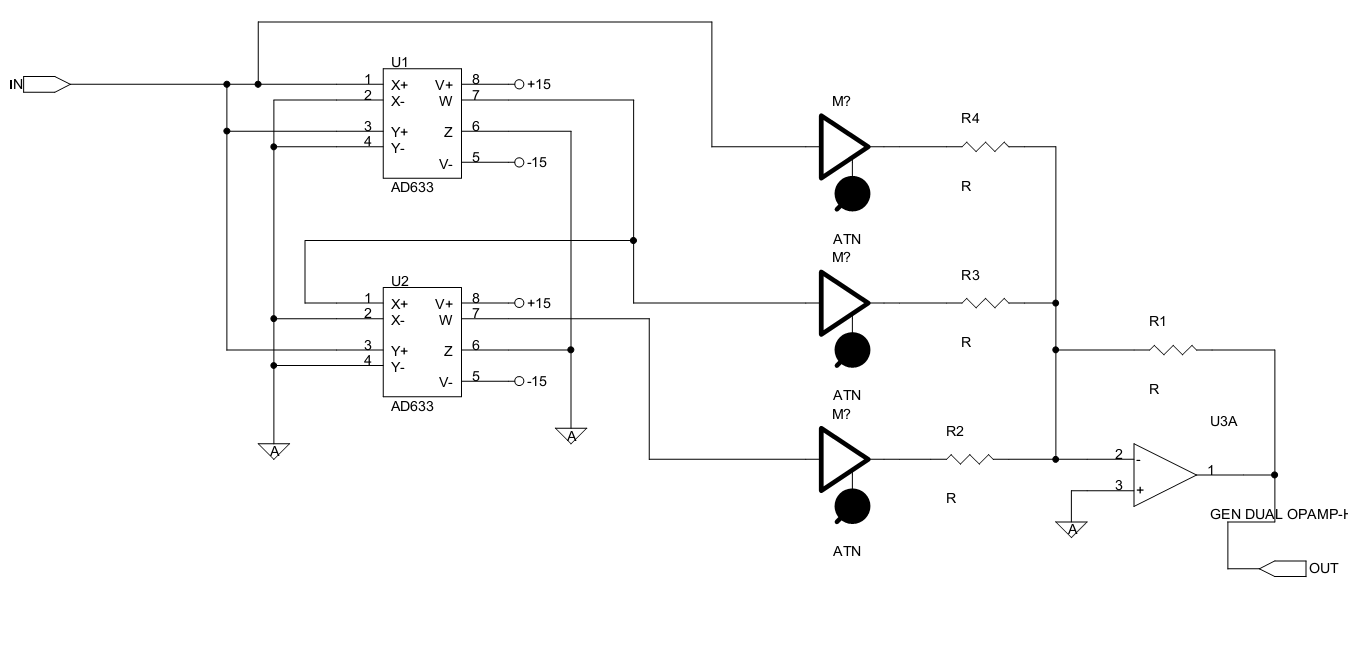 IN
U1
1 X+ V+ 8 +15
2 X- W 7
3 Y+ Z 6
4 Y-
V- 5 -15
AD633
U2
1 X+ V+ 8 +15
2 X- W 7
3 Y+ Z 6
4 Y-
V- 5 -15
AD633
A
A
M?
ATN
R4
R
M?
ATN
R3
R
M?
ATN
R2
R
R1
R
U3A
2 -
3 +
1
A
GEN DUAL OPAMP-H
OUT